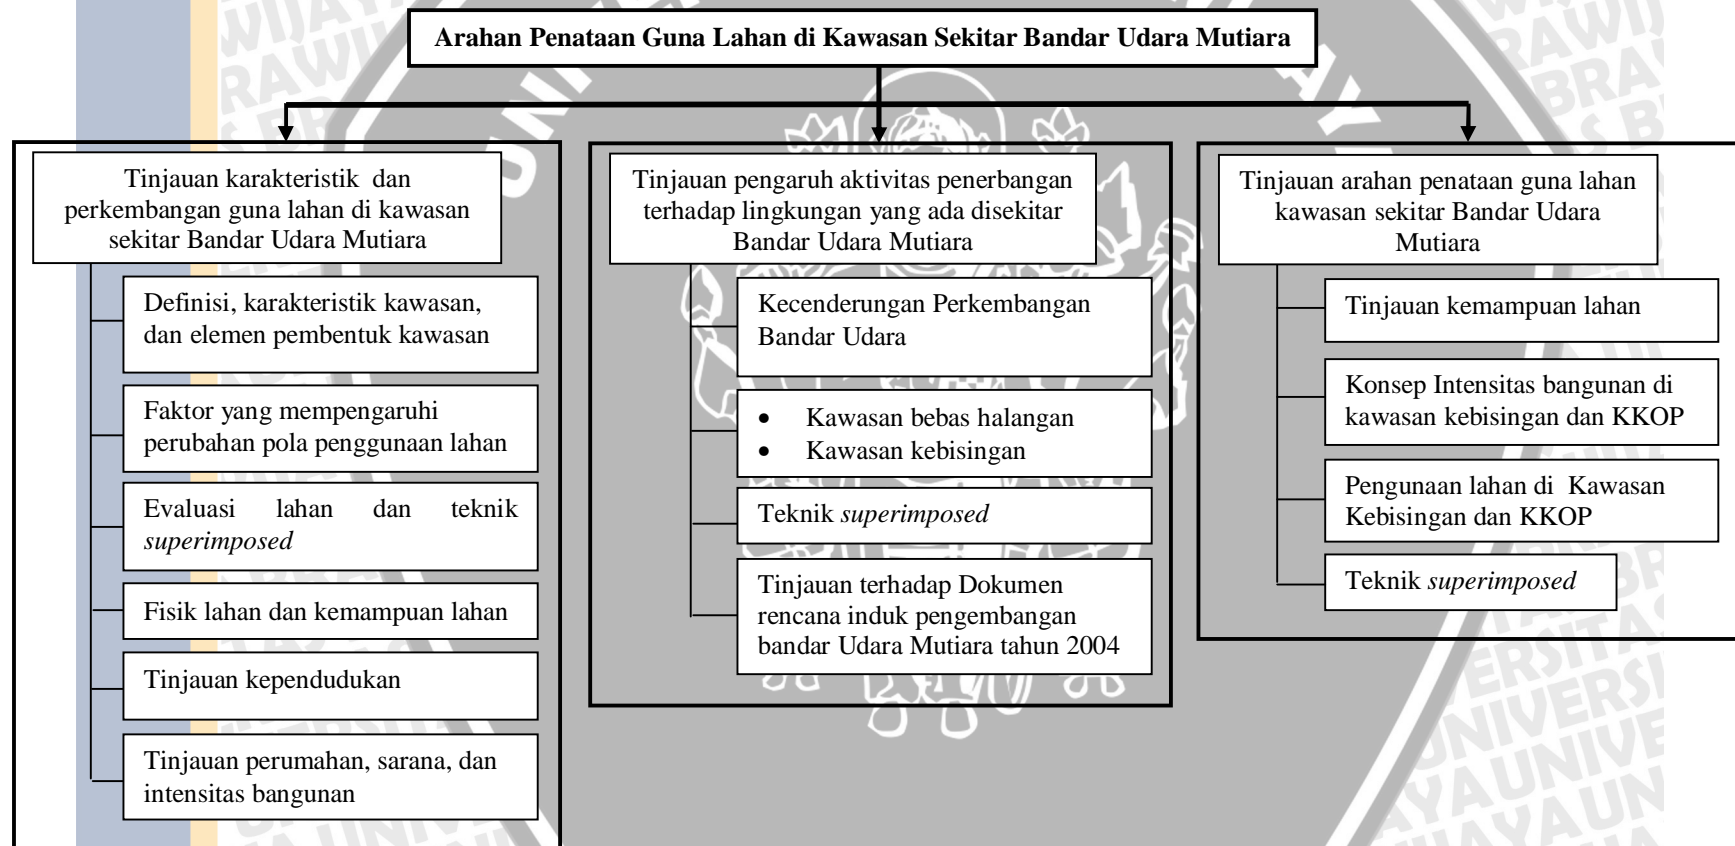 Arahan Penataan Guna Lahan di Kawasan Sekitar Bandar Udara Mutiara
Tinjauan karakteristik dan
perkembangan guna lahan di kawasan
sekitar Bandar Udara Mutiara
Definisi, karakteristik kawasan,
dan elemen pembentuk kawasan
Faktor yang mempengaruhi
perubahan pola penggunaan lahan
Evaluasi lahan dan teknik
superimposed
Fisik lahan dan kemampuan lahan
Tinjauan kependudukan
Tinjauan perumahan, sarana, dan
intensitas bangunan
Tinjauan pengaruh aktivitas penerbangan
terhadap lingkungan yang ada disekitar
Bandar Udara Mutiara
Kecenderungan Perkembangan
Bandar Udara
• Kawasan bebas halangan
• Kawasan kebisingan
Teknik superimposed
Tinjauan terhadap Dokumen
rencana induk pengembangan
bandar Udara Mutiara tahun 2004
Tinjauan arahan penataan guna lahan
kawasan sekitar Bandar Udara
Mutiara
Tinjauan kemampuan lahan
Konsep Intensitas bangunan di
kawasan kebisingan dan KKOP
Pengunaan lahan di Kawasan
Kebisingan dan KKOP
Teknik superimposed